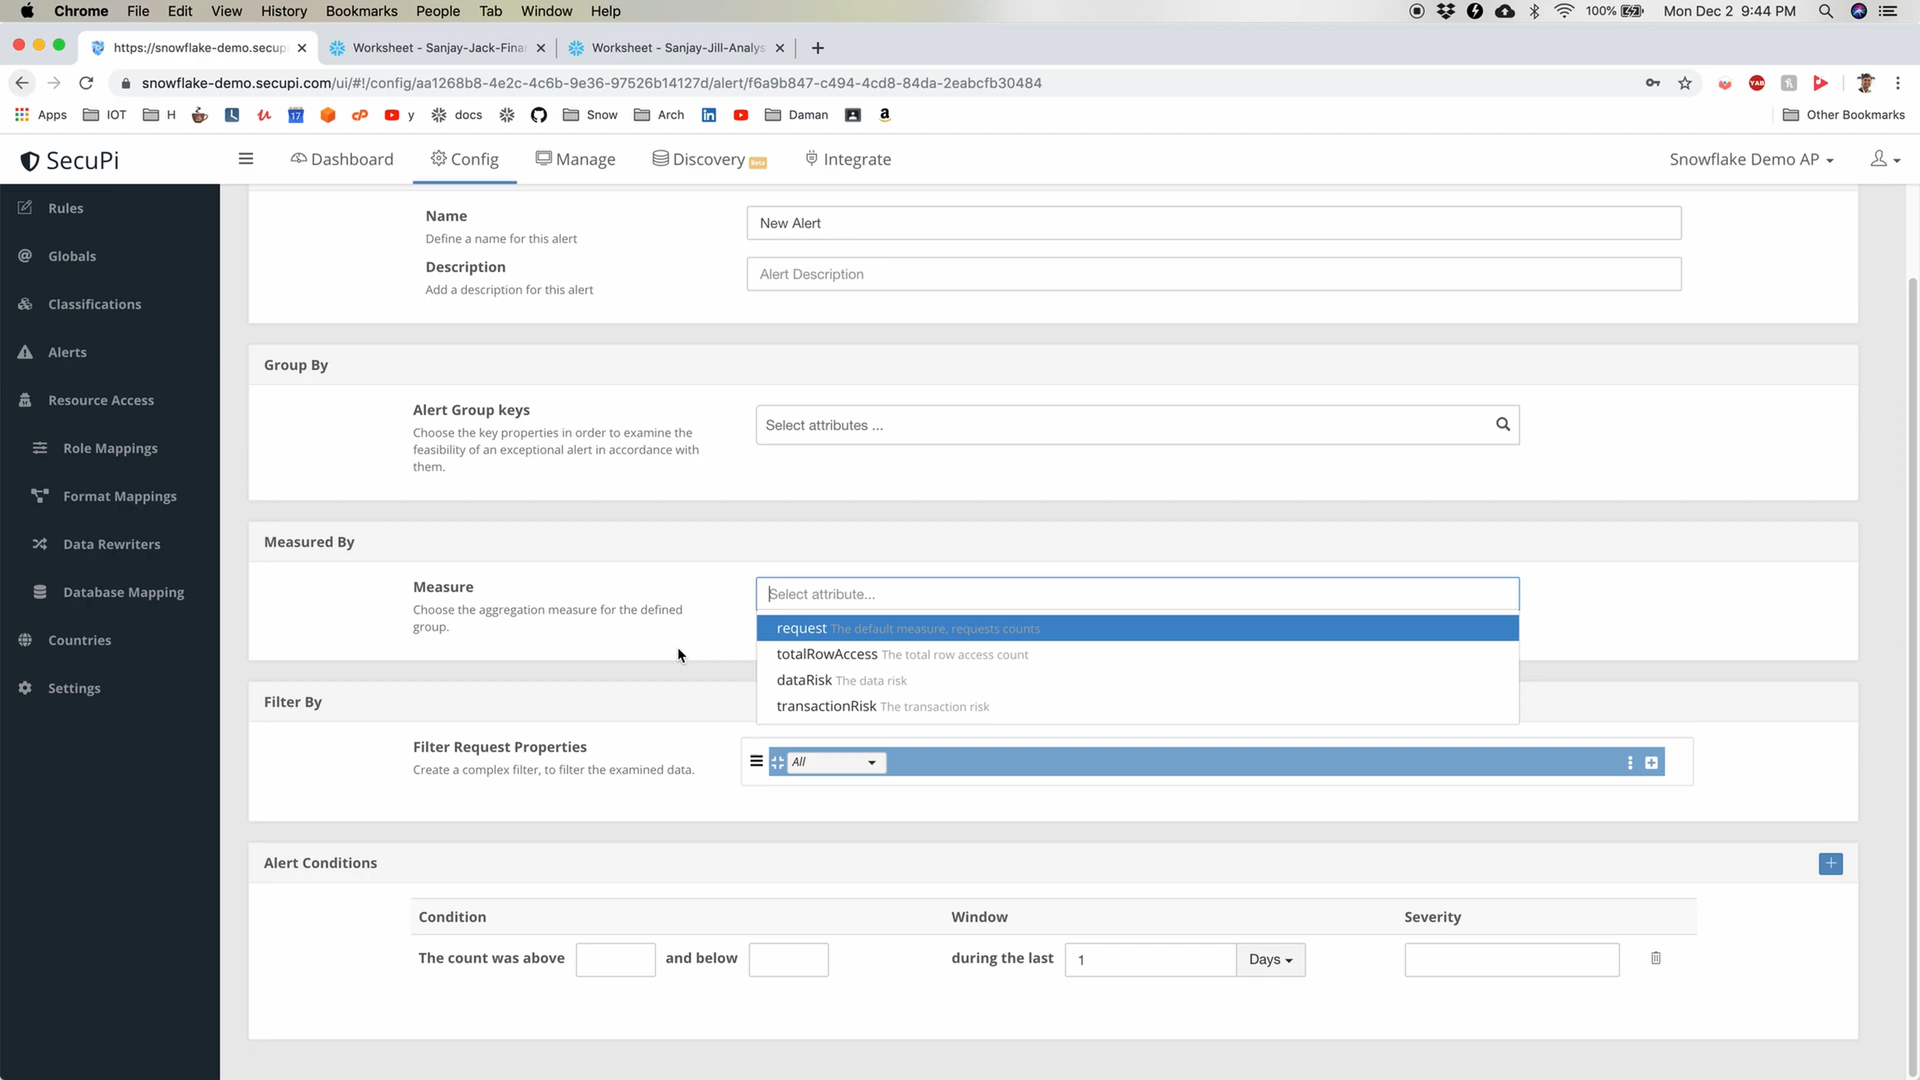 Chrome File Edit View History Bookmarks People Tab Window Help 100% Mon Dec 2 9:44 PM
https://snowflake-demo.secupi Worksheet - Sanjay-Jack-Finan Worksheet - Sanjay-Jill-Analys
snowflake-demo.secupi.com/ui/#!/config/aa1268b8-4e2c-4c6b-9e36-97526b14127d/alert/f6a9b847-c494-4cd8-84da-2eabcfb30484
Apps IOT H y docs Snow Arch Daman Other Bookmarks
SecuPi Dashboard Config Manage Discovery Beta Integrate Snowflake Demo AP
Rules
Globals
Classifications
Alerts
Resource Access
Role Mappings
Format Mappings
Data Rewriters
Database Mapping
Countries
Settings
Name
Define a name for this alert
New Alert
Description
Add a description for this alert
Alert Description
Group By
Alert Group keys
Choose the key properties in order to examine the
feasibility of an exceptional alert in accordance with
them.
Select attributes ...
Measured By
Measure
Choose the aggregation measure for the defined
group.
Select attribute...
request The default measure, requests counts
totalRowAccess The total row access count
dataRisk The data risk
transactionRisk The transaction risk
Filter By
Filter Request Properties
Create a complex filter, to filter the examined data.
All
Alert Conditions
Condition Window Severity
The count was above and below during the last 1 Days